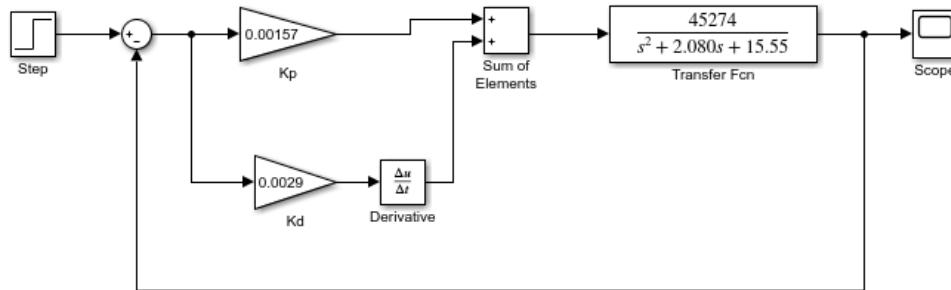 Step
+
−
0.00157
Kp
0.0029
Kd
Δu
Δt
Derivative
+
+
Sum of
Elements
45274
s² + 2.080s + 15.55
Transfer Fcn
Scope